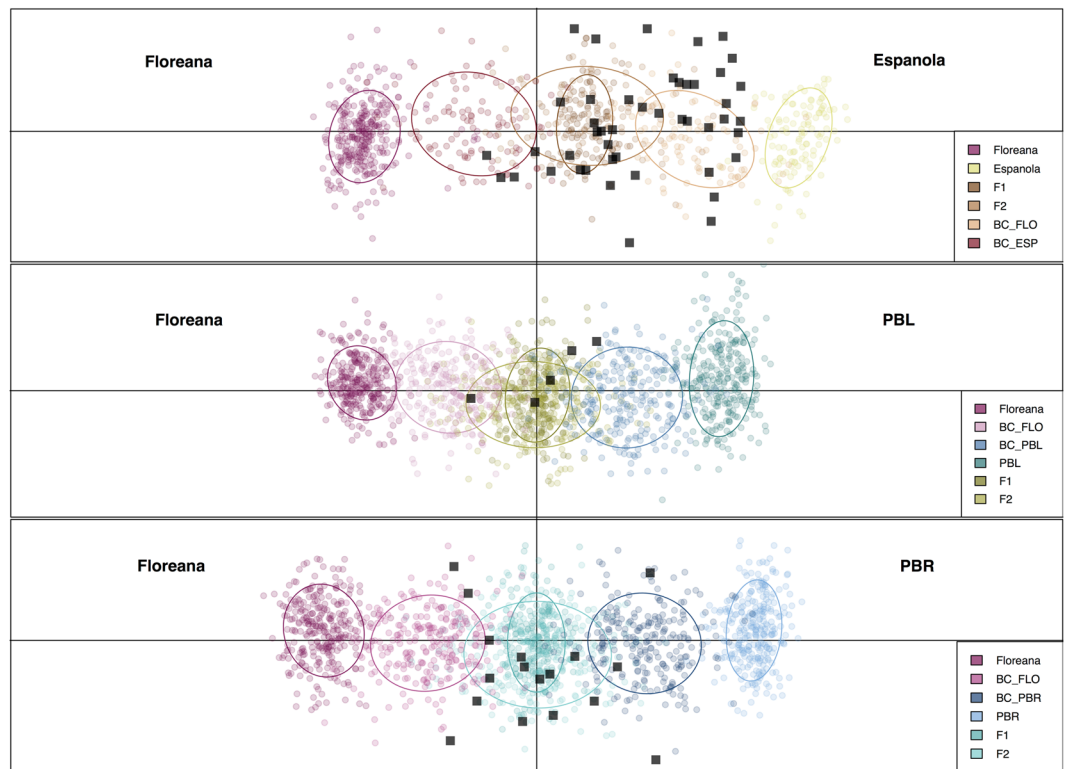 Floreana
Espanola
Floreana
Espanola
F1
F2
BC_FLO
BC_ESP
Floreana
PBL
Floreana
BC_FLO
BC_PBL
PBL
F1
F2
Floreana
PBR
Floreana
BC_FLO
BC_PBR
PBR
F1
F2